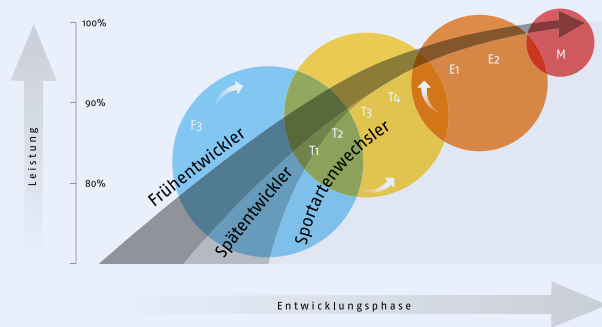 100%
90%
80%
Leistung
F3
Frühentwickler
Spätentwickler
Sportartenwechsler
T1
T2
T3
T4
E1
E2
M
Entwicklungsphase